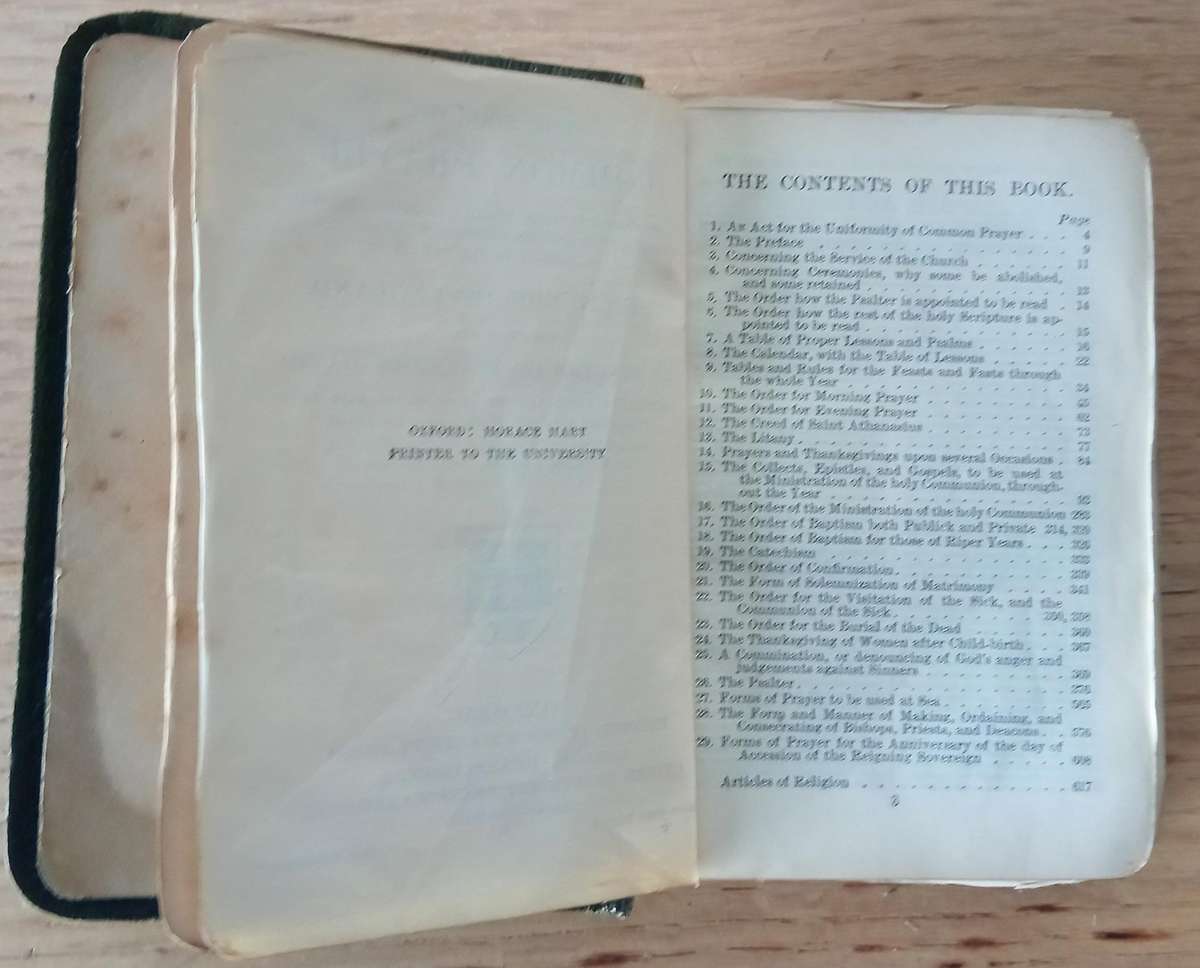 OXFORD: HORACE HART
PRINTER TO THE UNIVERSITY
THE CONTENTS OF THIS BOOK.
Page
1. An Act for the Uniformity of Common Prayer . . . 4
2. The Preface . . . . . . . . . . 9
3. Concerning the Service of the Church . . . . . . . 11
4. Concerning Ceremonies, why some be abolished,
and some retained . . . . . . . . . . . . 13
5. The Order how the Psalter is appointed to be read . 14
6. The Order how the rest of the holy Scripture is ap-
pointed to be read . . . . . . . . . . . . 15
7. A Table of Proper Lessons and Psalms . . . . . . 16
8. The Calendar, with the Table of Lessons . . . . . 22
9. Tables and Rules for the Feasts and Fasts through
the whole Year . . . . . . . . . . . . . 34
10. The Order for Morning Prayer . . . . . . . . .
11. The Order for Evening Prayer . . . . . . . . . 62
12. The Creed of Saint Athanasius . . . . . . . . . 73
13. The Litany . . . . . . . . . . . . . . . . 77
14. Prayers and Thanksgivings upon several Occasions . 84
15. The Collects, Epistles, and Gospels, to be used at
the Ministration of the holy Communion, through-
out the Year . . . . . . . . . . . . . . 93
16. The Order of the Ministration of the holy Communion 283
17. The Order of Baptism both Publick and Private
18. The Order of Baptism for those of Riper Years . . .
19. The Catechism . . . . . . . . . . . . . .
20. The Order of Confirmation . . . . . . . . . . 339
21. The Form of Solemnization of Matrimony . . . . 341
22. The Order for the Visitation of the Sick, and the
Communion of the Sick . . . . . . . .
23. The Order for the Burial of the Dead . . . . . . 360
24. The Thanksgiving of Women after Child-birth . . . 367
25. A Commination, or denouncing of God's anger and
judgements against Sinners . . . . . . . . . 369
26. The Psalter . . . . . . . . . . . . . . . . 376
27. Forms of Prayer to be used at Sea . . . . . . . . 565
28. The Form and Manner of Making, Ordaining, and
Consecrating of Bishops, Priests, and Deacons . . 576
29. Forms of Prayer for the Anniversary of the day of
Accession of the Reigning Sovereign . . . . . 608
Articles of Religion . . . . . . . . . . . . . 617